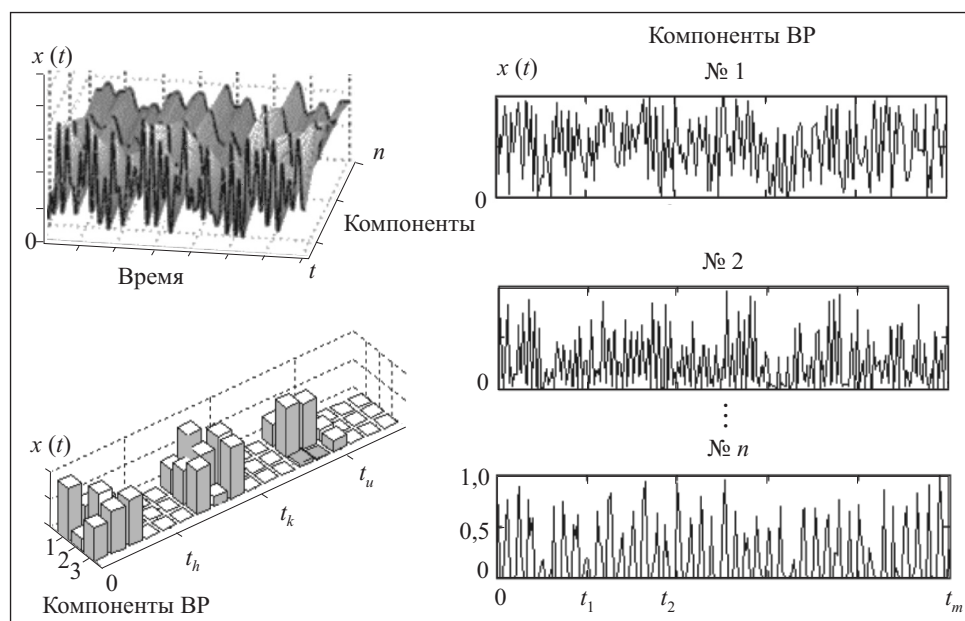 x (t)
0
Время
t
Компоненты
n
x (t)
1
2
3
0
t_h
t_k
t_u
Компоненты ВР
Компоненты ВР
x (t)
№ 1
0
№ 2
0
№ n
1,0
0,5
0
0
t_1
t_2
t_m